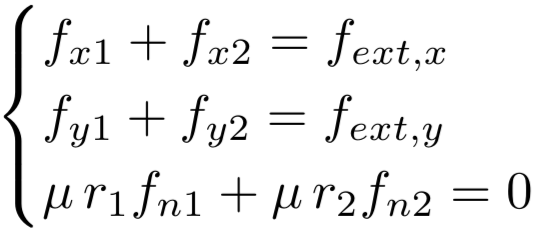 f_{x1} + f_{x2} = f_{ext,x}
f_{y1} + f_{y2} = f_{ext,y}
μ r_1 f_{n1} + μ r_2 f_{n2} = 0